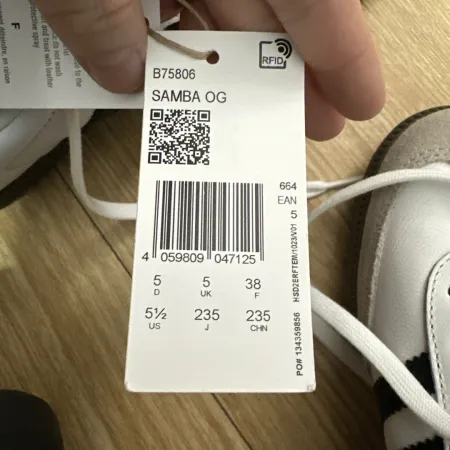 RFID
B75806
SAMBA OG
664
EAN
5
4 059809 047125
5 5 38
D UK F
5½ 235 235
US J CHN
HSD2ERFTEM/1023/V01
PO# 134359856
F